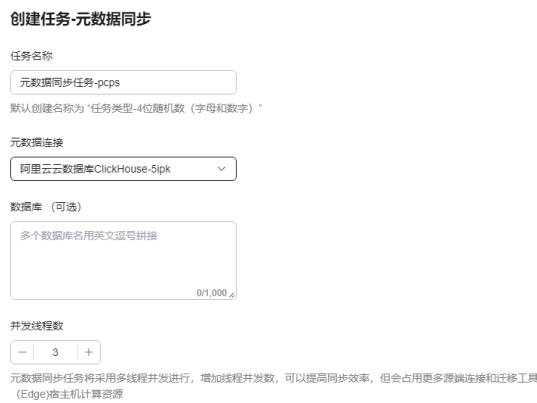 创建任务-元数据同步
任务名称
元数据同步任务-pcps
默认创建名称为 “任务类型-4位随机数（字母和数字）”
元数据连接
阿里云云数据库ClickHouse-5ipk
数据库 （可选）
多个数据库名用英文逗号拼接
0/1,000
并发线程数
− 3 +
元数据同步任务将采用多线程并发进行，增加线程并发数，可以提高同步效率，但会占用更多源端连接和迁移工具
（Edge)宿主机计算资源